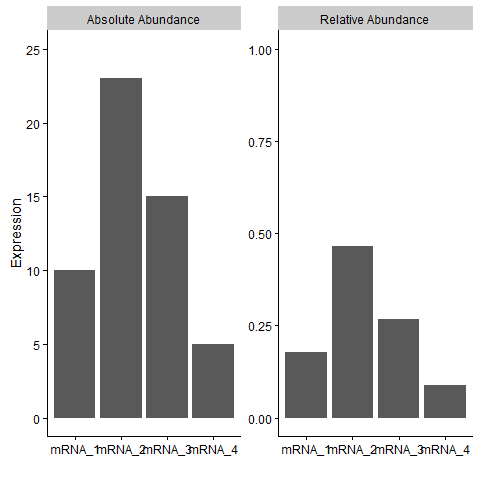 Absolute Abundance
Relative Abundance
Expression
25
20
15
10
5
0
mRNA_1 mRNA_2 mRNA_3 mRNA_4
1.00
0.75
0.50
0.25
0.00
mRNA_1 mRNA_2 mRNA_3 mRNA_4